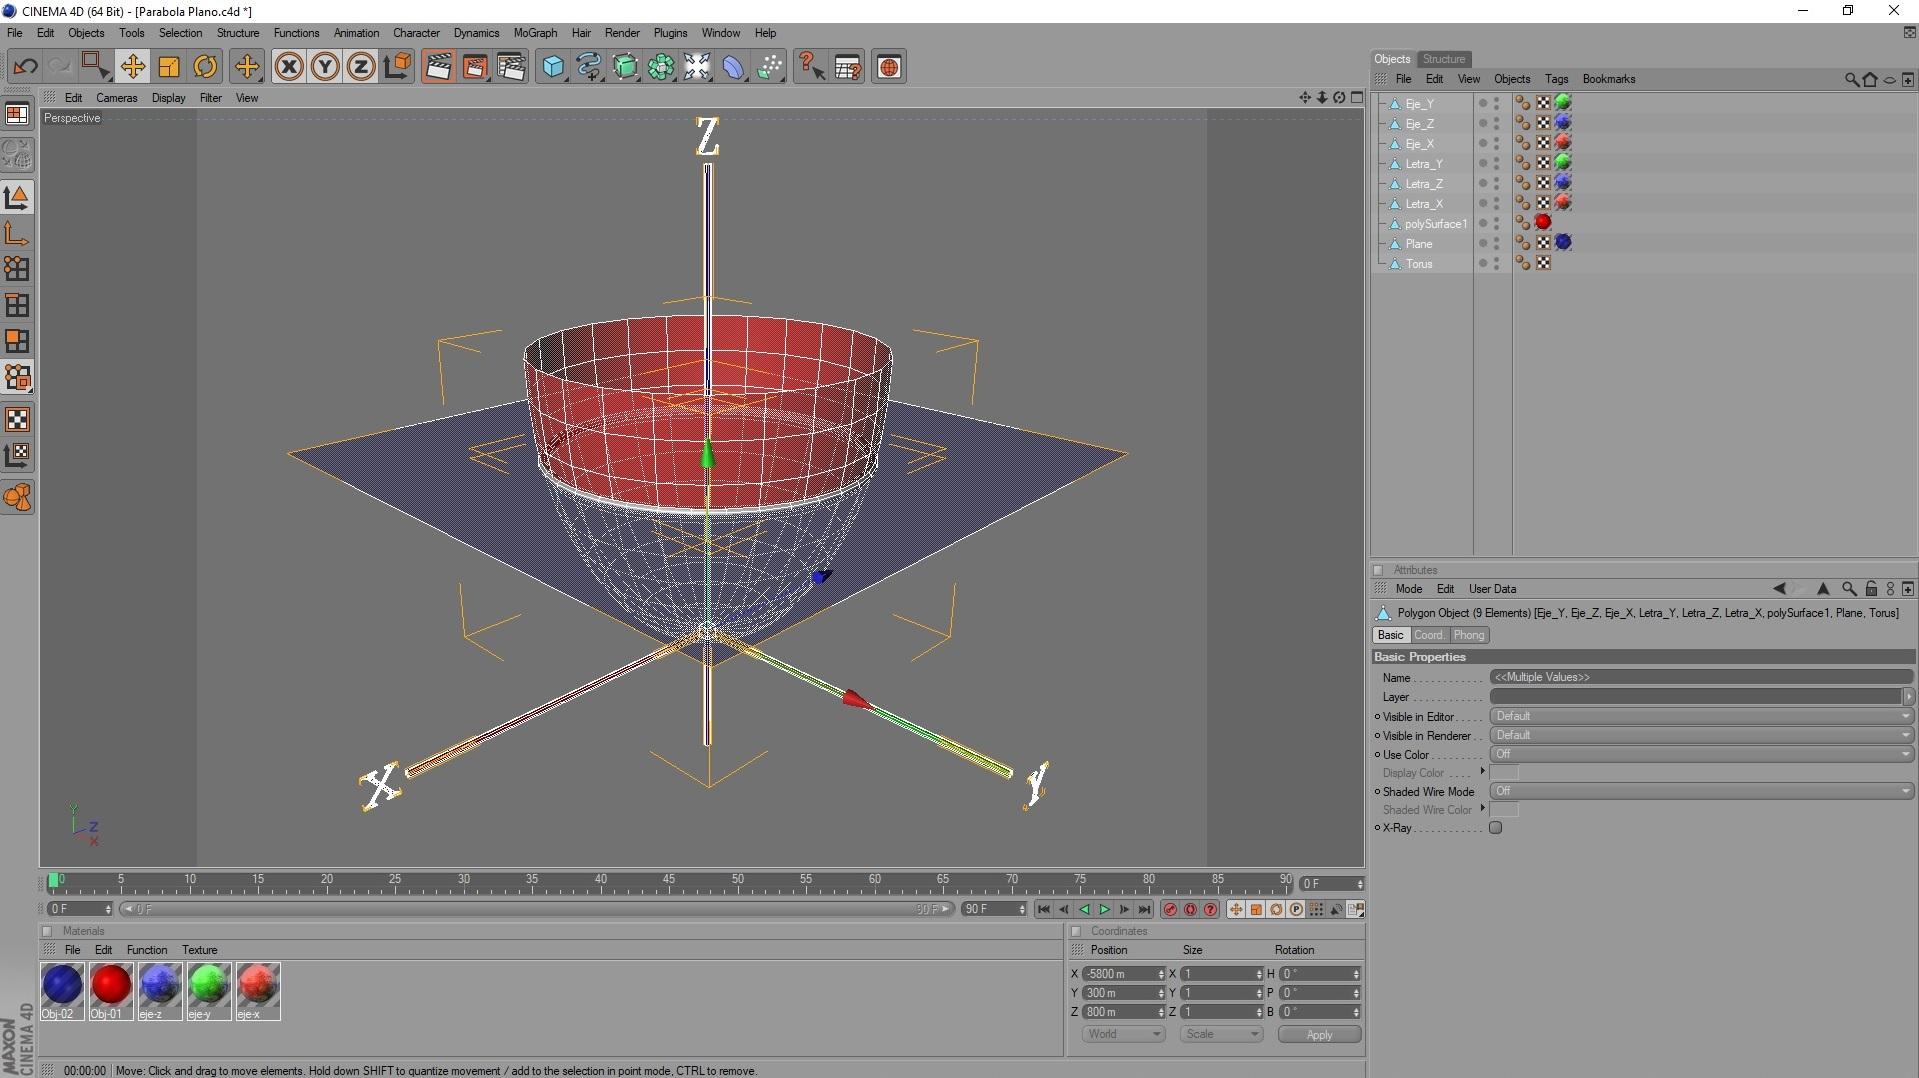 CINEMA 4D (64 Bit) - [Parabola Plano.c4d *]
File Edit Objects Tools Selection Structure Functions Animation Character Dynamics MoGraph Hair Render Plugins Window Help
X Y Z
Edit Cameras Display Filter View
Perspective
Z
X
Y
Y
Z
X
Objects Structure
File Edit View Objects Tags Bookmarks
Eje_Y
Eje_Z
Eje_X
Letra_Y
Letra_Z
Letra_X
polySurface1
Plane
Torus
Attributes
Mode Edit User Data
Polygon Object (9 Elements) [Eje_Y, Eje_Z, Eje_X, Letra_Y, Letra_Z, Letra_X, polySurface1, Plane, Torus]
Basic Coord. Phong
Basic Properties
Name . . . . . . . . . . . <<Multiple Values>>
Layer . . . . . . . . . . .
Visible in Editor . . . . Default
Visible in Renderer . . Default
Use Color . . . . . . . . Off
Display Color . . . .
Shaded Wire Mode Off
Shaded Wire Color
X-Ray . . . . . . . . . . .
0 5 10 15 20 25 30 35 40 45 50 55 60 65 70 75 80 85 90 0 F
0 F 0 F 90 F 90 F
Materials
File Edit Function Texture
Obj-02 Obj-01 eje-z eje-y eje-x
Coordinates
Position Size Rotation
X -5800 m X 1 H 0 °
Y 300 m Y 1 P 0 °
Z 800 m Z 1 B 0 °
World Scale Apply
MAXON
CINEMA 4D
00:00:00 Move: Click and drag to move elements. Hold down SHIFT to quantize movement / add to the selection in point mode, CTRL to remove.